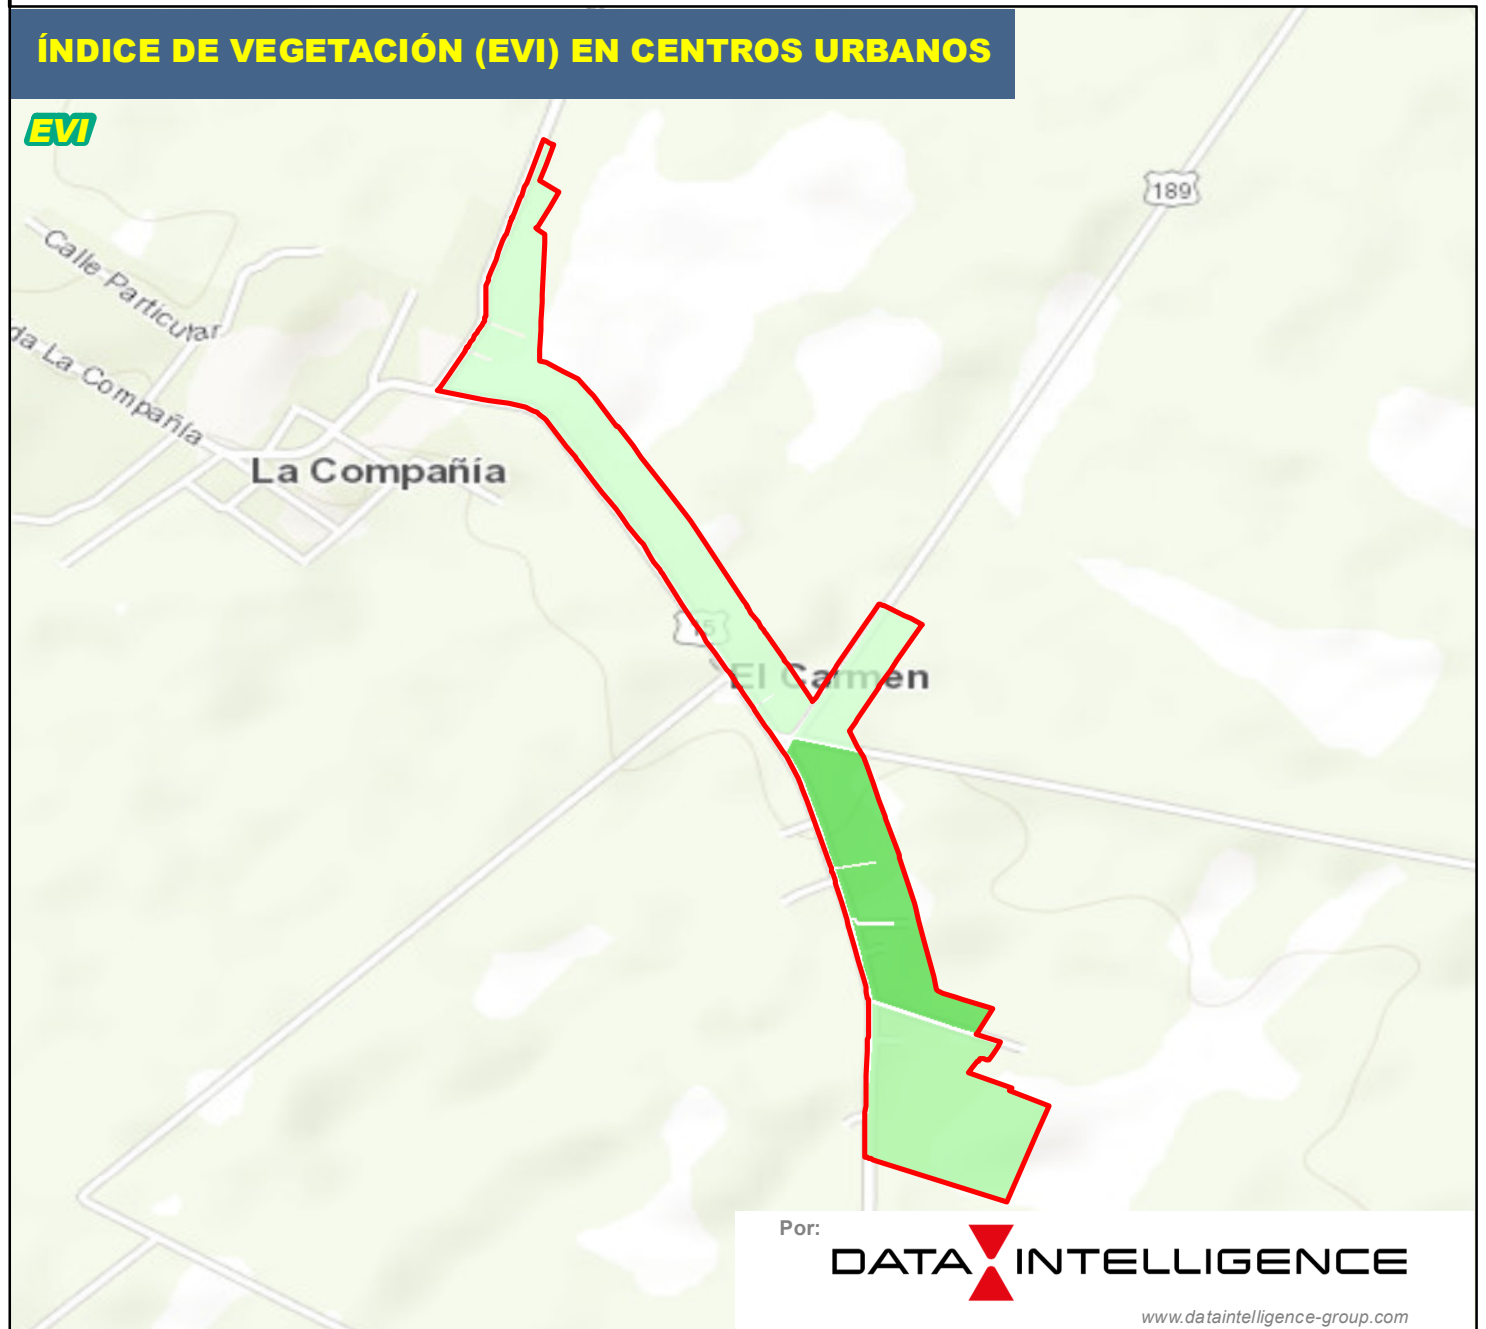 ÍNDICE DE VEGETACIÓN (EVI) EN CENTROS URBANOS
EVI
189
Calle Particular
da La Compañía
La Compañía
15
El Carmen
Por:
DATA INTELLIGENCE
www.dataintelligence-group.com